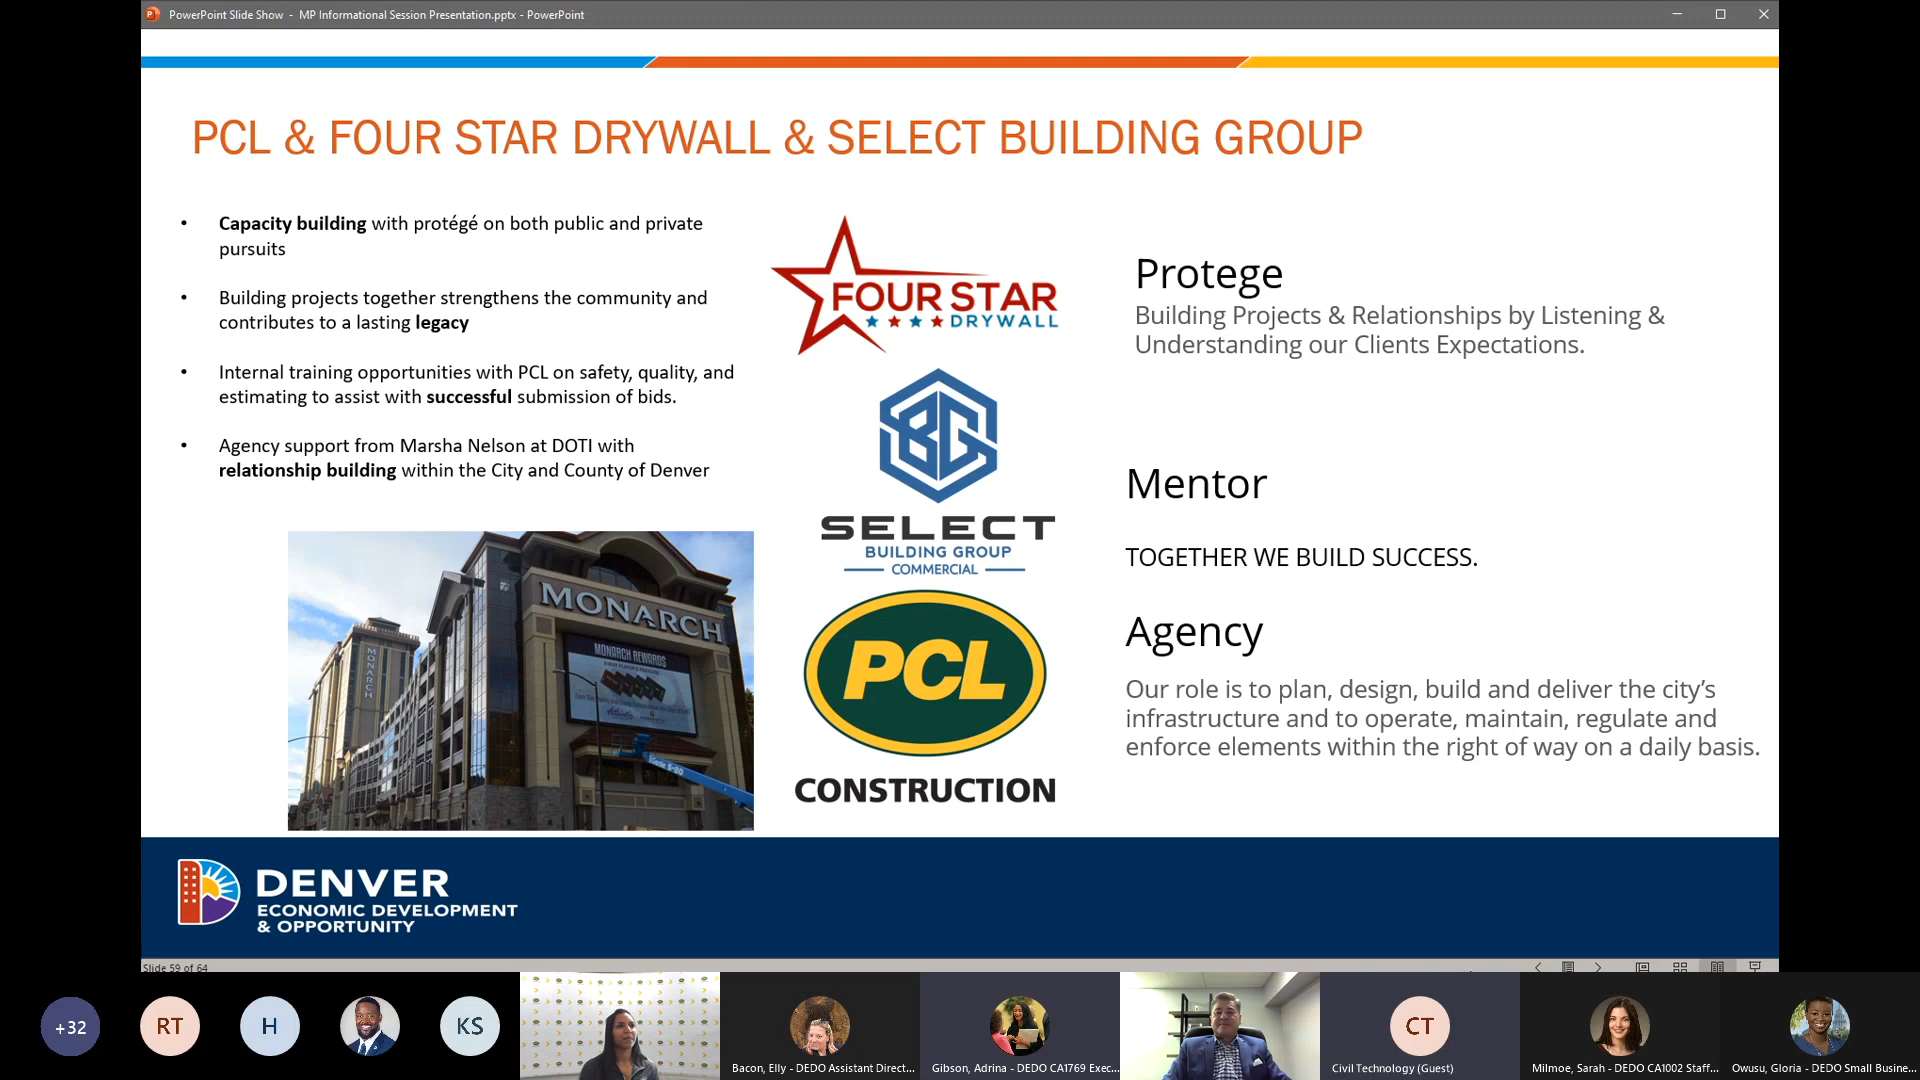 PowerPoint Slide Show - MP Informational Session Presentation.pptx - PowerPoint
PCL & FOUR STAR DRYWALL & SELECT BUILDING GROUP
• Capacity building with protégé on both public and private
pursuits
• Building projects together strengthens the community and
contributes to a lasting legacy
• Internal training opportunities with PCL on safety, quality, and
estimating to assist with successful submission of bids.
• Agency support from Marsha Nelson at DOTI with
relationship building within the City and County of Denver
MONARCH
MONARCH
MONARCH REWARDS
Genie S-80
FOUR STAR
DRYWALL
SBG
SELECT
BUILDING GROUP
COMMERCIAL
PCL
CONSTRUCTION
Protege
Building Projects & Relationships by Listening &
Understanding our Clients Expectations.
Mentor
TOGETHER WE BUILD SUCCESS.
Agency
Our role is to plan, design, build and deliver the city’s
infrastructure and to operate, maintain, regulate and
enforce elements within the right of way on a daily basis.
DENVER
ECONOMIC DEVELOPMENT
& OPPORTUNITY
Slide 59 of 64
+32
RT
H
KS
CT
Bacon, Elly - DEDO Assistant Direct...
Gibson, Adrina - DEDO CA1769 Exec...
Civil Technology (Guest)
Milmoe, Sarah - DEDO CA1002 Staff...
Owusu, Gloria - DEDO Small Busine...